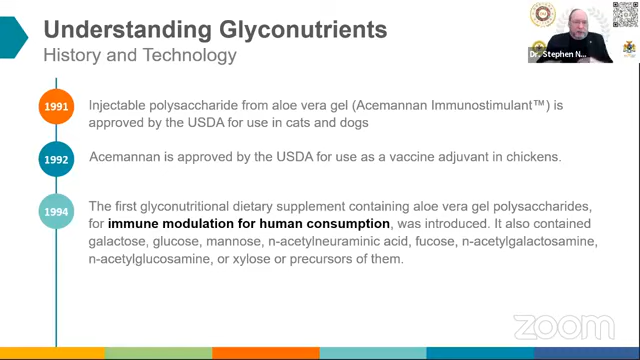 Understanding Glyconutrients
History and Technology
Dr. Stephen N...
1991
Injectable polysaccharide from aloe vera gel (Acemannan Immunostimulant™) is
approved by the USDA for use in cats and dogs
1992
Acemannan is approved by the USDA for use as a vaccine adjuvant in chickens.
1994
The first glyconutritional dietary supplement containing aloe vera gel polysaccharides,
for immune modulation for human consumption, was introduced. It also contained
galactose, glucose, mannose, n-acetylneuraminic acid, fucose, n-acetylgalactosamine,
n-acetylglucosamine, or xylose or precursors of them.
zoom